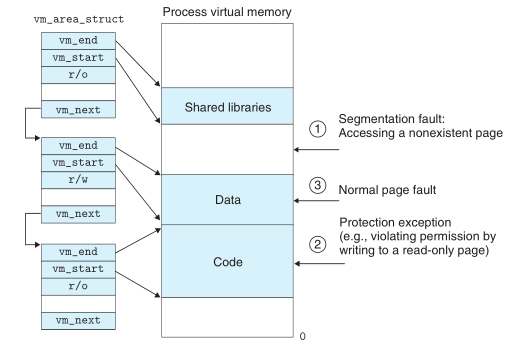 vm_area_struct
Process virtual memory
vm_end
vm_start
r/o
vm_next
vm_end
vm_start
r/w
vm_next
vm_end
vm_start
r/o
vm_next
Shared libraries
Data
Code
0
1
Segmentation fault:
Accessing a nonexistent page
3
Normal page fault
2
Protection exception
(e.g., violating permission by
writing to a read-only page)